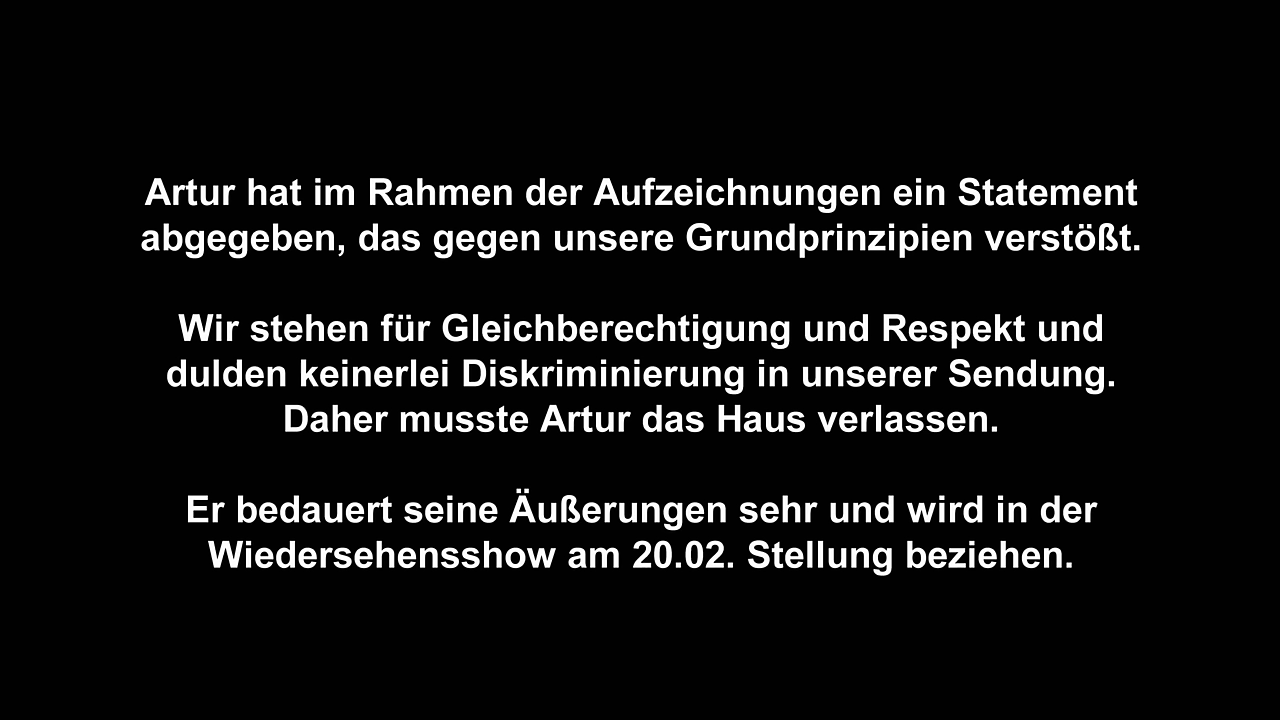 Artur hat im Rahmen der Aufzeichnungen ein Statement
abgegeben, das gegen unsere Grundprinzipien verstößt.
Wir stehen für Gleichberechtigung und Respekt und
dulden keinerlei Diskriminierung in unserer Sendung.
Daher musste Artur das Haus verlassen.
Er bedauert seine Äußerungen sehr und wird in der
Wiedersehensshow am 20.02. Stellung beziehen.